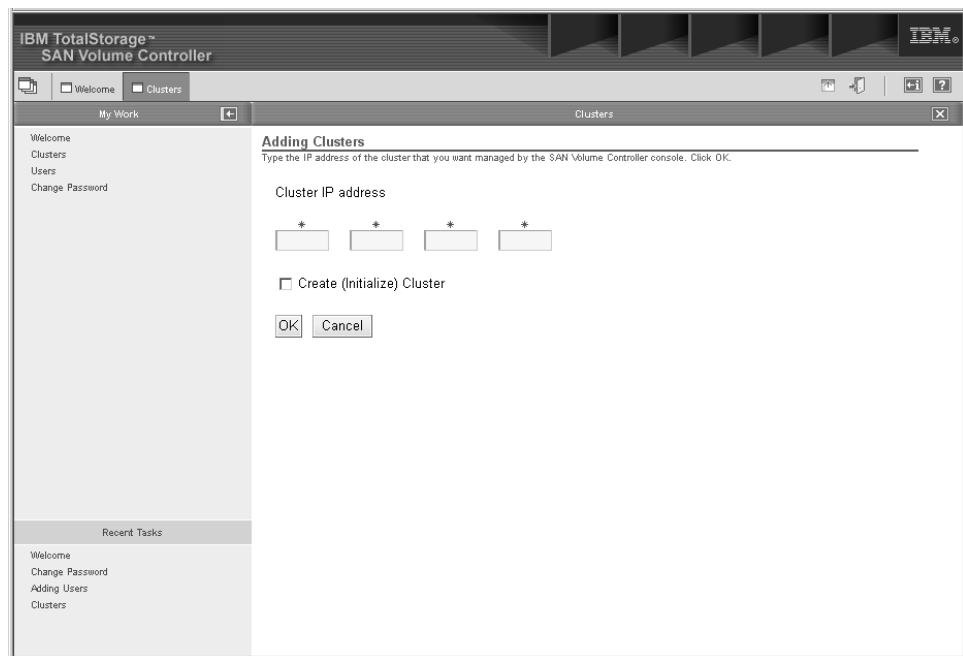 IBM TotalStorage™
SAN Volume Controller
IBM®
Welcome
Clusters
My Work
Clusters
Welcome
Clusters
Users
Change Password
Adding Clusters
Type the IP address of the cluster that you want managed by the SAN Volume Controller console. Click OK.
Cluster IP address
* * * *
Create (Initialize) Cluster
OK Cancel
Recent Tasks
Welcome
Change Password
Adding Users
Clusters